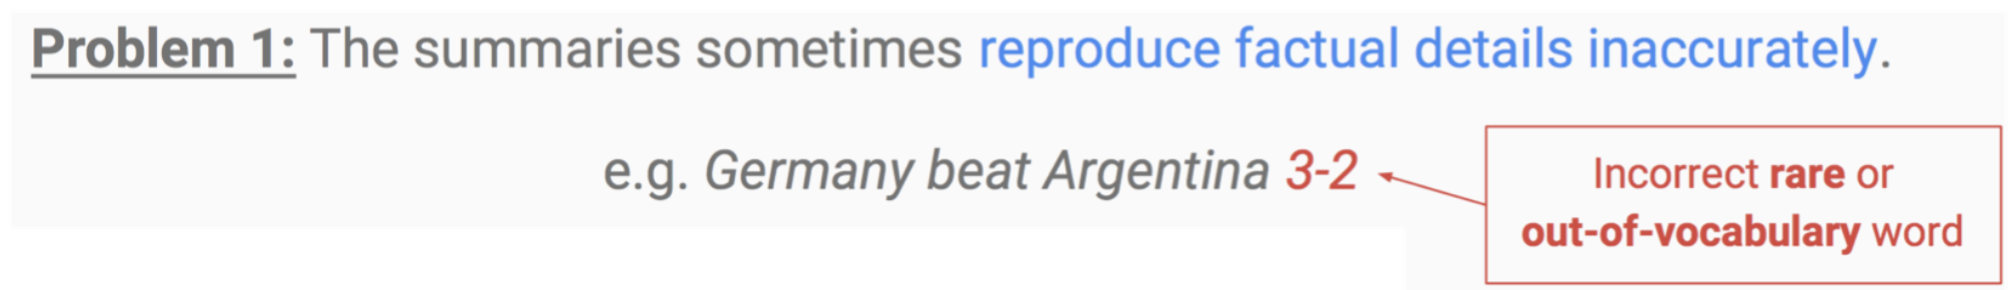 Problem 1: The summaries sometimes reproduce factual details inaccurately.
e.g. Germany beat Argentina 3-2
Incorrect rare or
out-of-vocabulary word